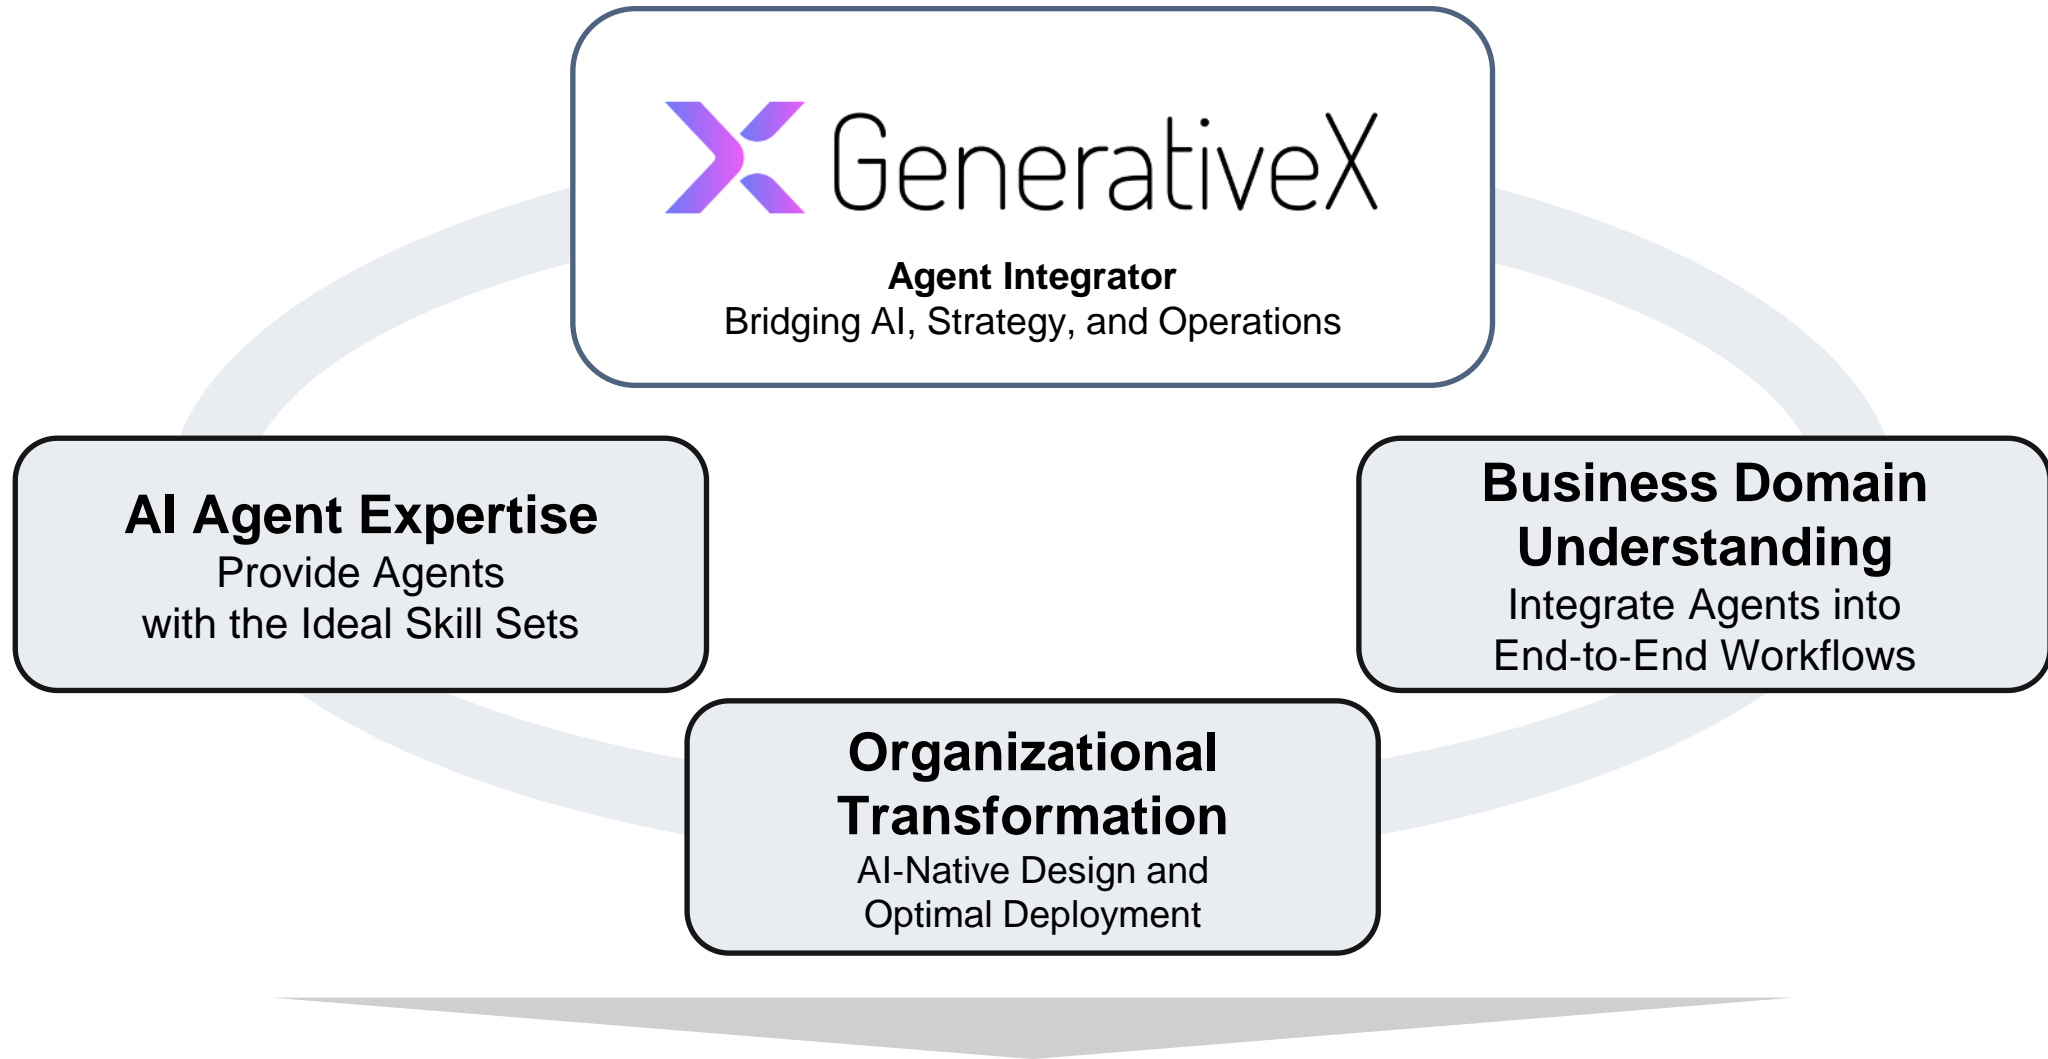 GenerativeX
Agent Integrator
Bridging AI, Strategy, and Operations
AI Agent Expertise
Provide Agents
with the Ideal Skill Sets
Business Domain
Understanding
Integrate Agents into
End-to-End Workflows
Organizational
Transformation
AI-Native Design and
Optimal Deployment